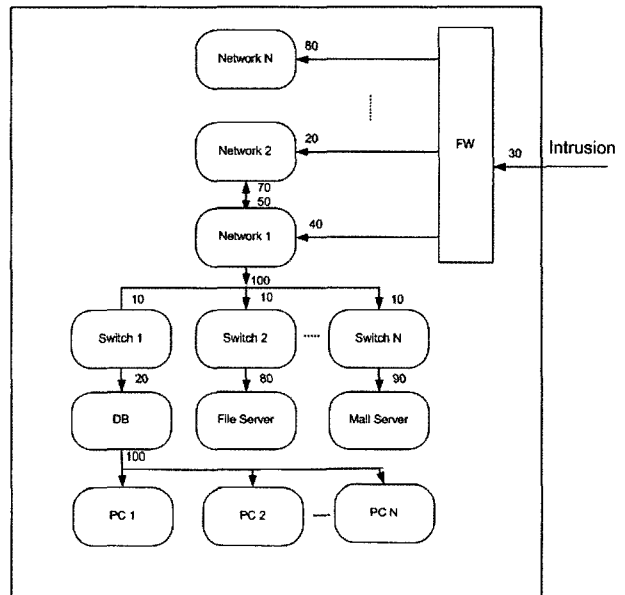 Network N
80
FW
Network 2
20
30
Intrusion
70
50
Network 1
40
100
10
10
10
Switch 1
Switch 2
Switch N
20
80
90
DB
File Server
Mail Server
100
PC 1
PC 2
PC N